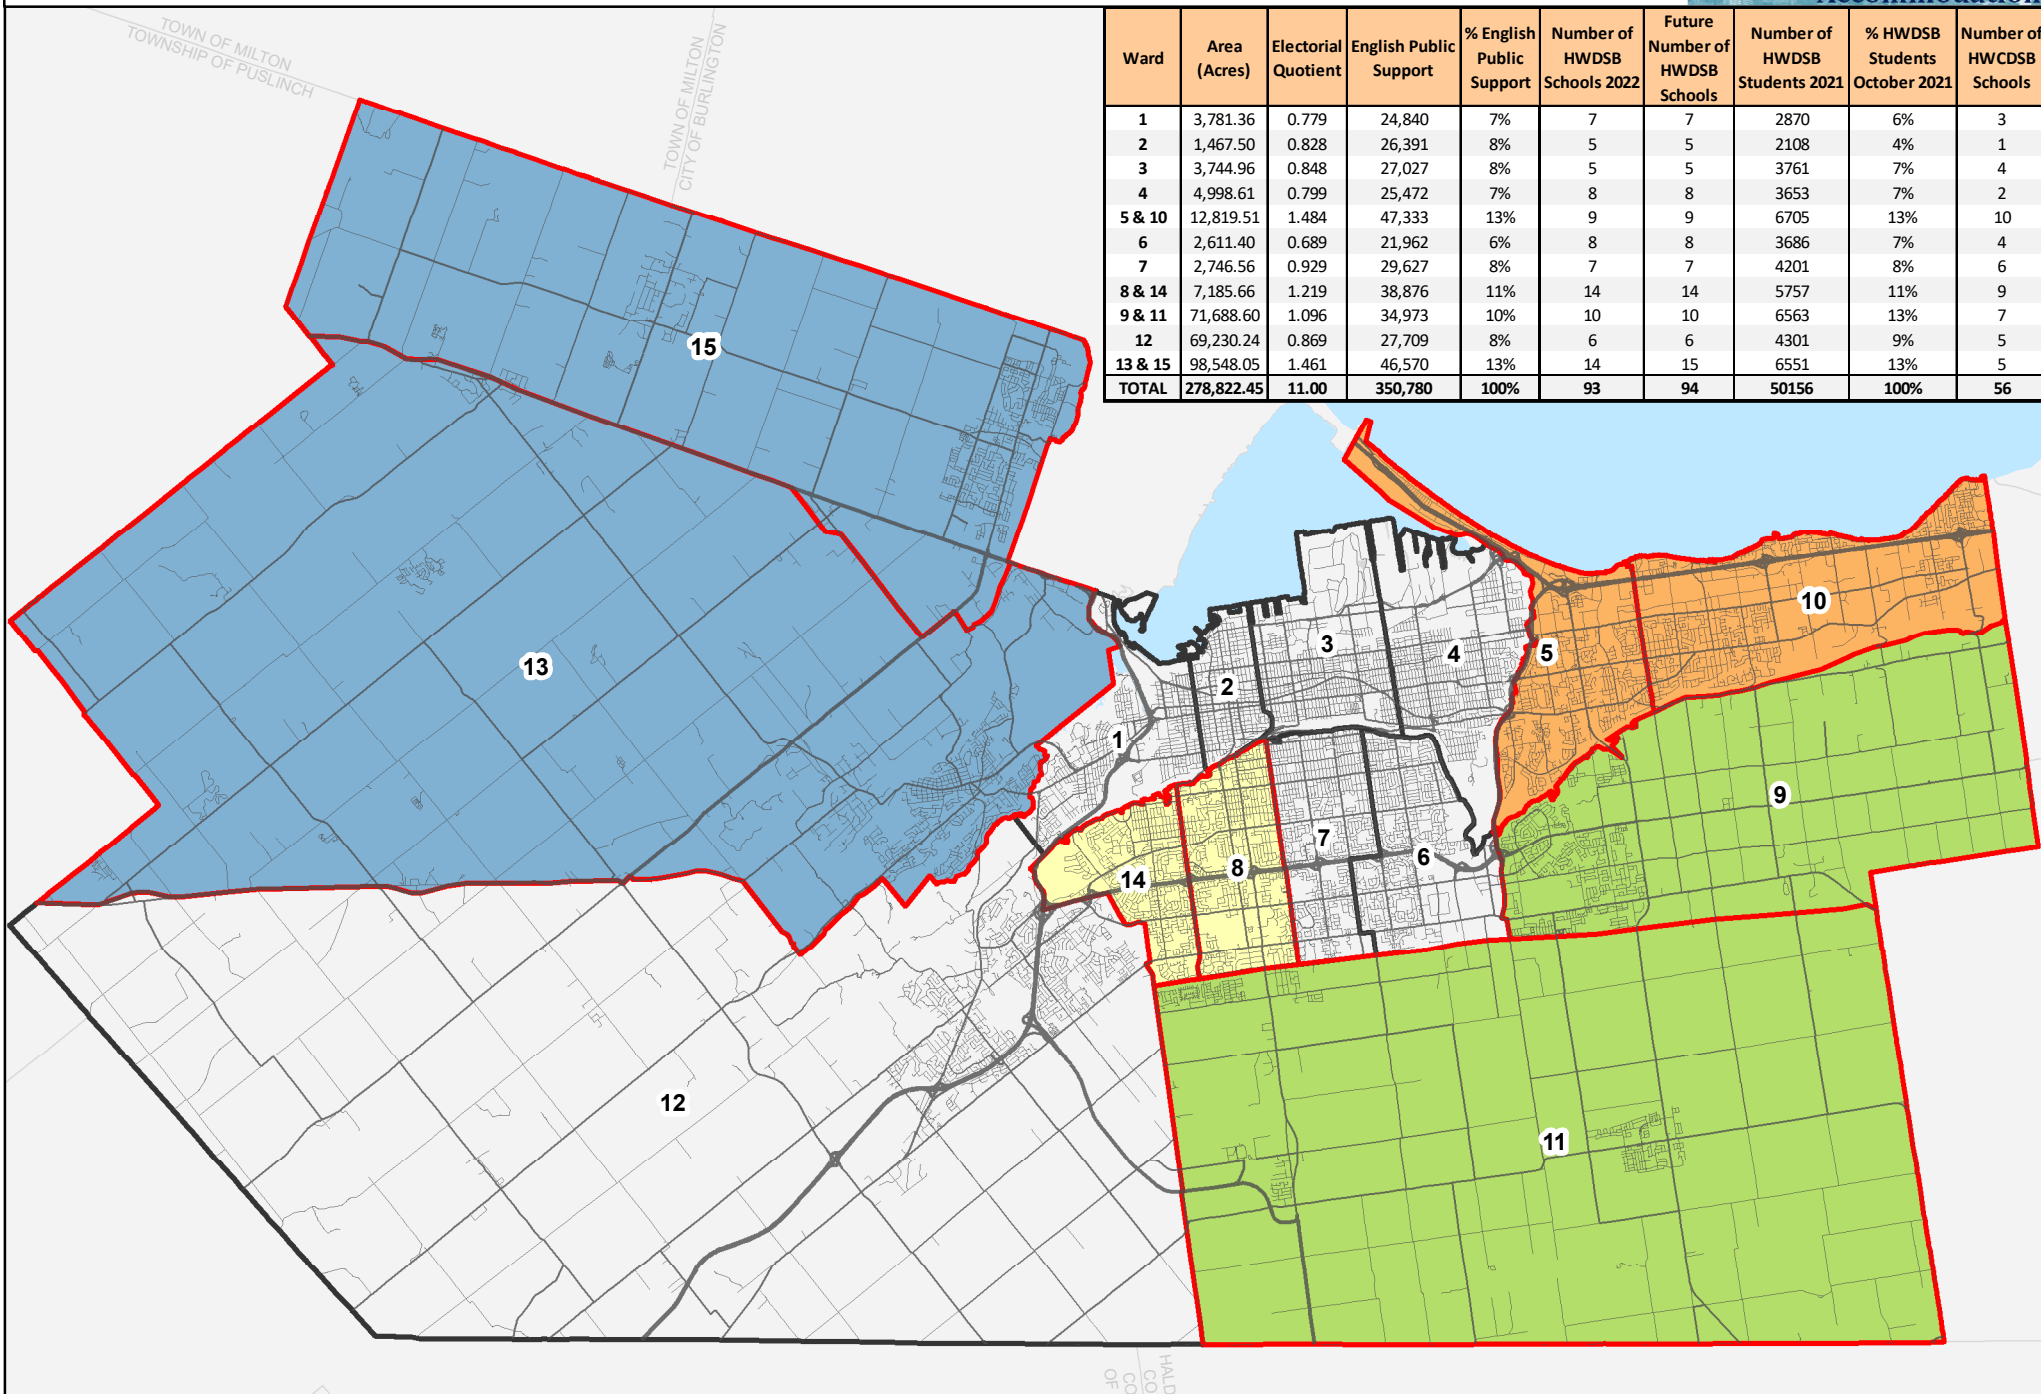 Accommodation
TOWN OF MILTON
TOWNSHIP OF PUSLINCH
TOWN OF MILTON
CITY OF BURLINGTON
Ward Area (Acres) Electorial Quotient English Public Support % English Public Support Number of HWDSB Schools 2022 Future Number of HWDSB Schools Number of HWDSB Students 2021 % HWDSB Students October 2021 Number of HWCDSB Schools
1 3,781.36 0.779 24,840 7% 7 7 2870 6% 3
2 1,467.50 0.828 26,391 8% 5 5 2108 4% 1
3 3,744.96 0.848 27,027 8% 5 5 3761 7% 4
4 4,998.61 0.799 25,472 7% 8 8 3653 7% 2
5 & 10 12,819.51 1.484 47,333 13% 9 9 6705 13% 10
6 2,611.40 0.689 21,962 6% 8 8 3686 7% 4
7 2,746.56 0.929 29,627 8% 7 7 4201 8% 6
8 & 14 7,185.66 1.219 38,876 11% 14 14 5757 11% 9
9 & 11 71,688.60 1.096 34,973 10% 10 10 6563 13% 7
12 69,230.24 0.869 27,709 8% 6 6 4301 9% 5
13 & 15 98,548.05 1.461 46,570 13% 14 15 6551 13% 5
TOTAL 278,822.45 11.00 350,780 100% 93 94 50156 100% 56
15
10
3
5
4
13
2
1
9
7
6
8
14
12
11
HALD
CO
CO
OF